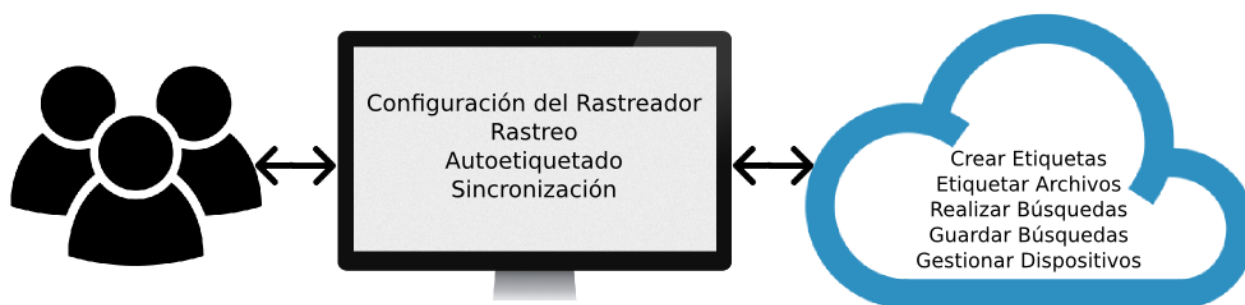 Configuración del Rastreador
Rastreo
Autoetiquetado
Sincronización
Crear Etiquetas
Etiquetar Archivos
Realizar Búsquedas
Guardar Búsquedas
Gestionar Dispositivos